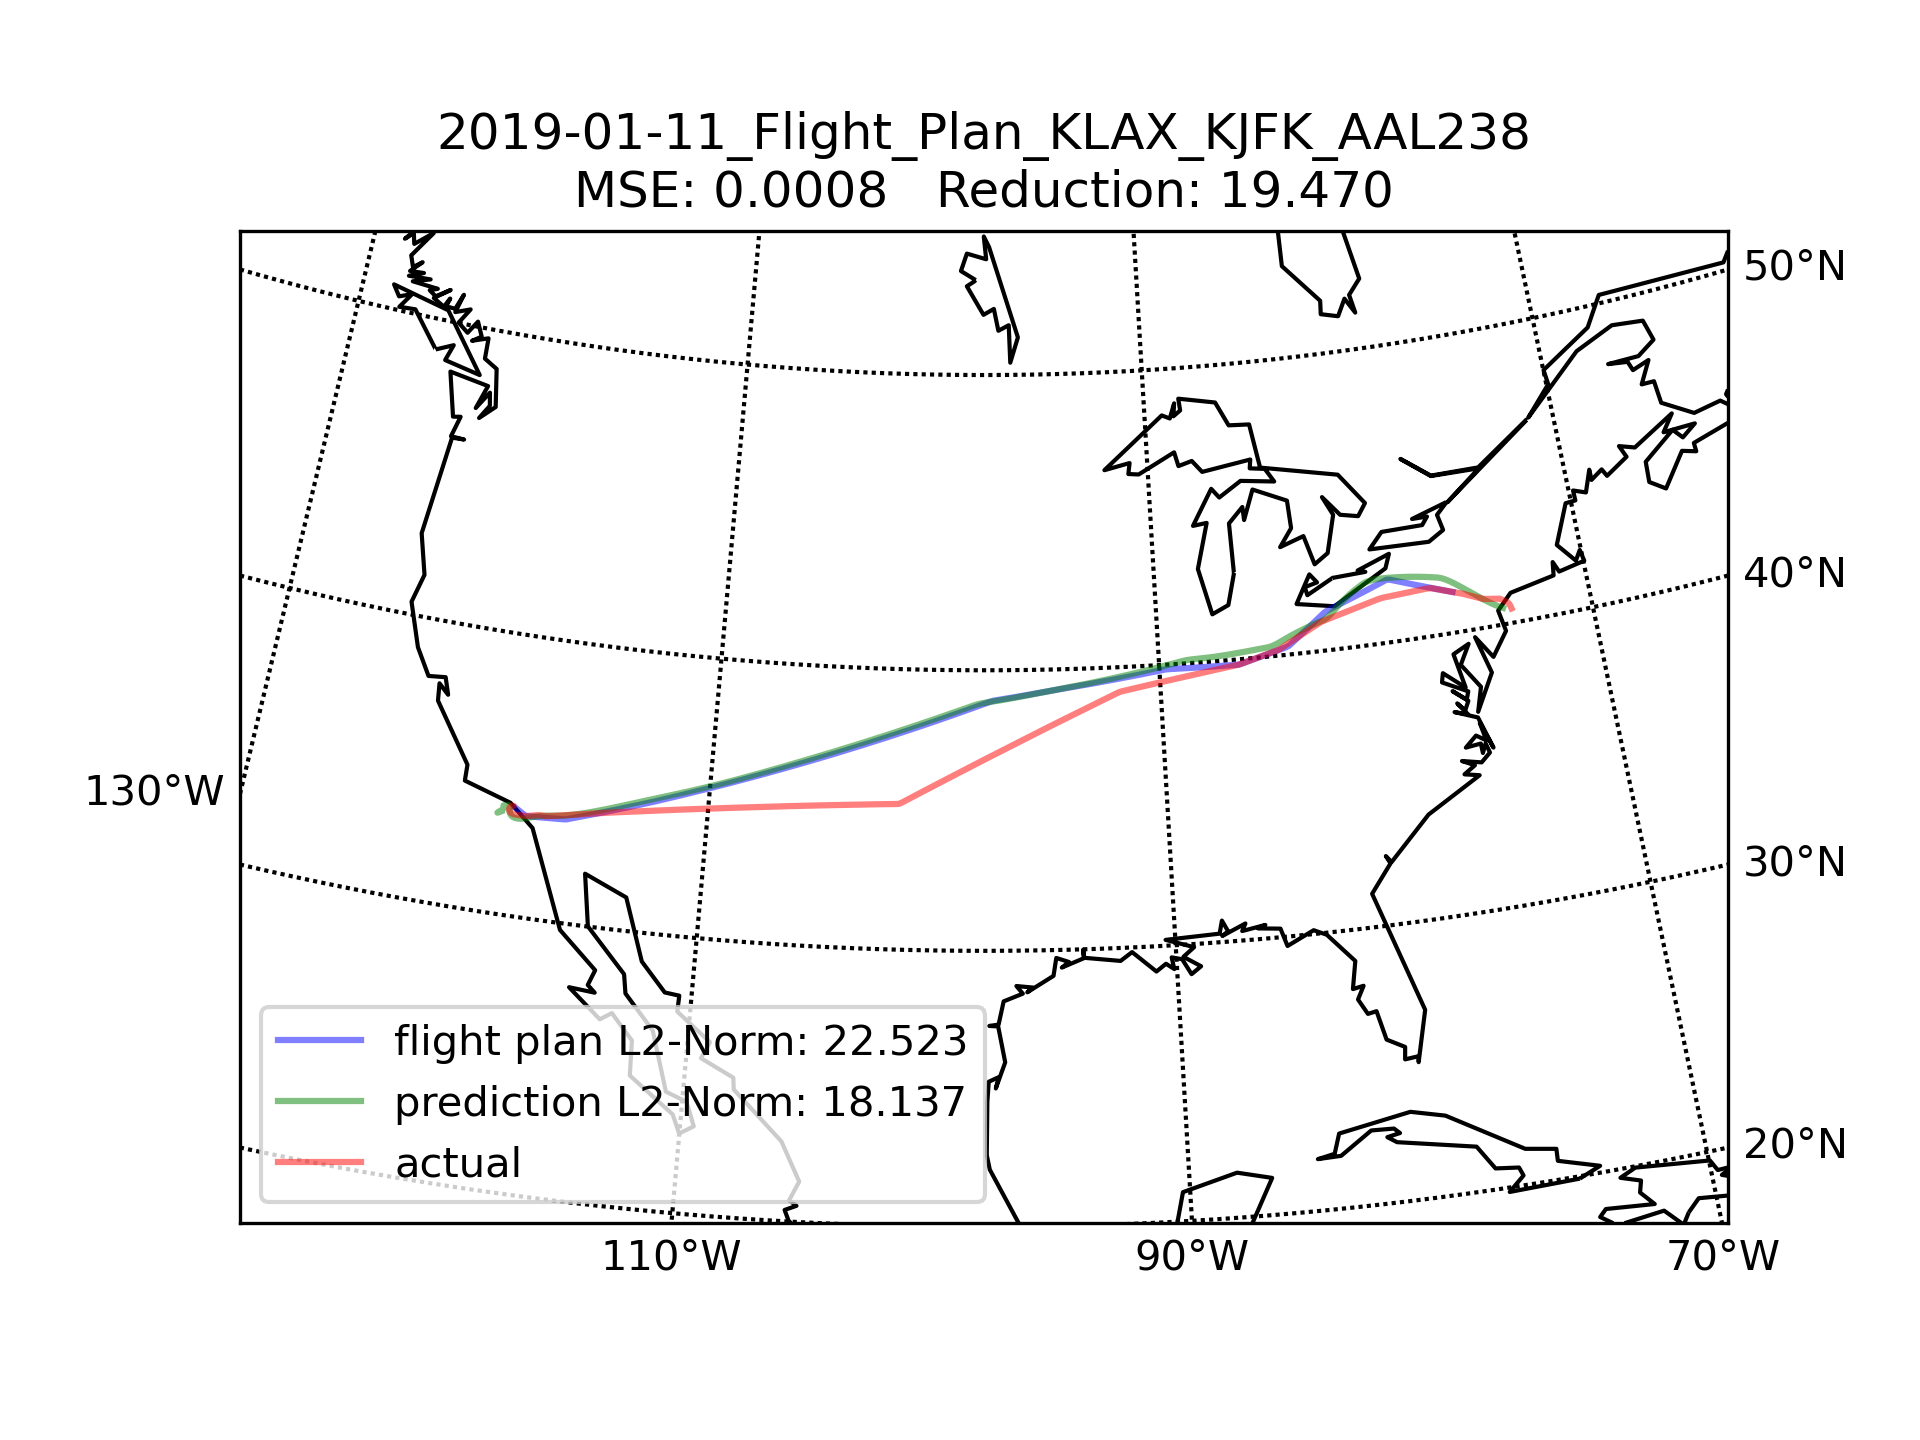 2019-01-11_Flight_Plan_KLAX_KJFK_AAL238
MSE: 0.0008   Reduction: 19.470
50°N
40°N
130°W
30°N
flight plan L2-Norm: 22.523
prediction L2-Norm: 18.137
actual
20°N
110°W
90°W
70°W